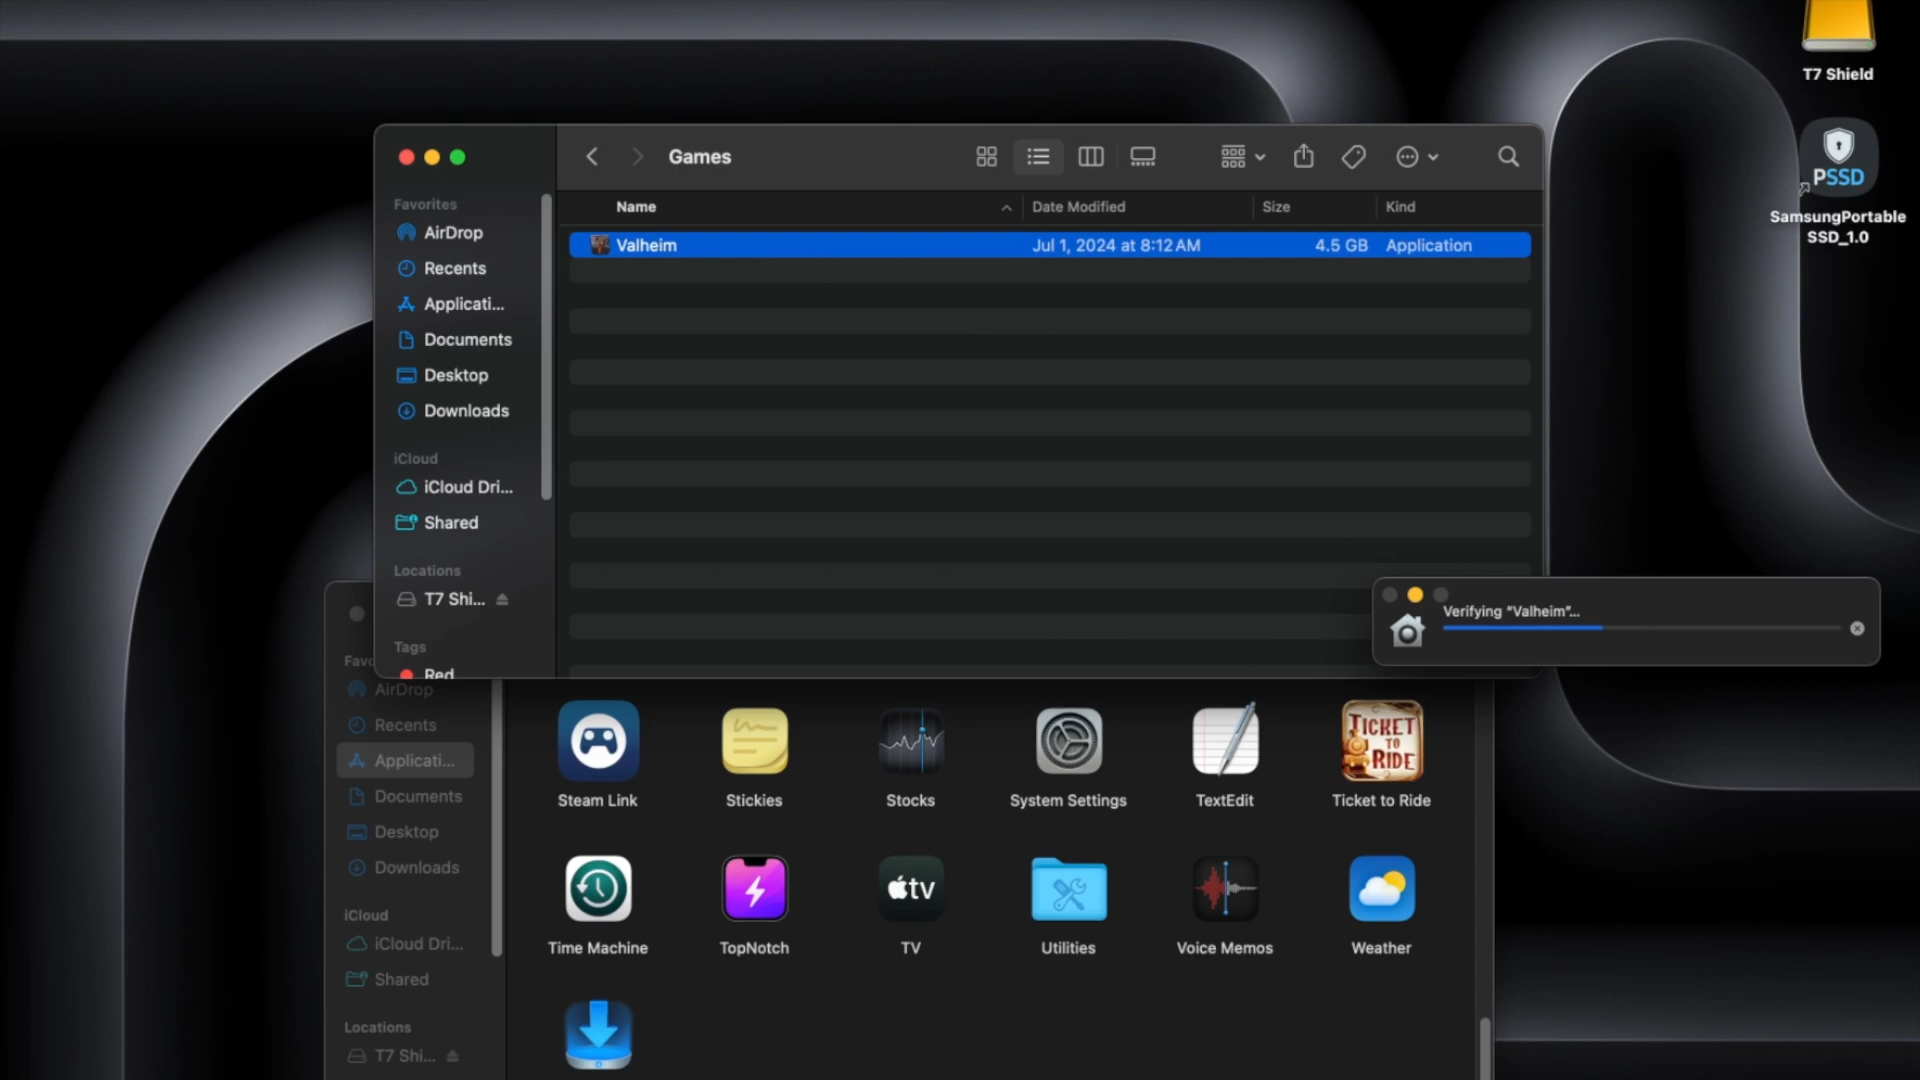 T7 Shield
PSSD
SamsungPortable
SSD_1.0
Games
Favorites
AirDrop
Recents
Applicati...
Documents
Desktop
Downloads
iCloud
iCloud Dri...
Shared
Locations
T7 Shi...
Tags
Red
Name Date Modified Size Kind
Valheim Jul 1, 2024 at 8:12 AM 4.5 GB Application
Verifying “Valheim”...
Favo
AirDrop
Recents
Applicati...
Documents
Desktop
Downloads
iCloud
iCloud Dri...
Shared
Locations
T7 Shi...
TICKET
TO
RIDE
Steam Link Stickies Stocks System Settings TextEdit Ticket to Ride
tv
Time Machine TopNotch TV Utilities Voice Memos Weather